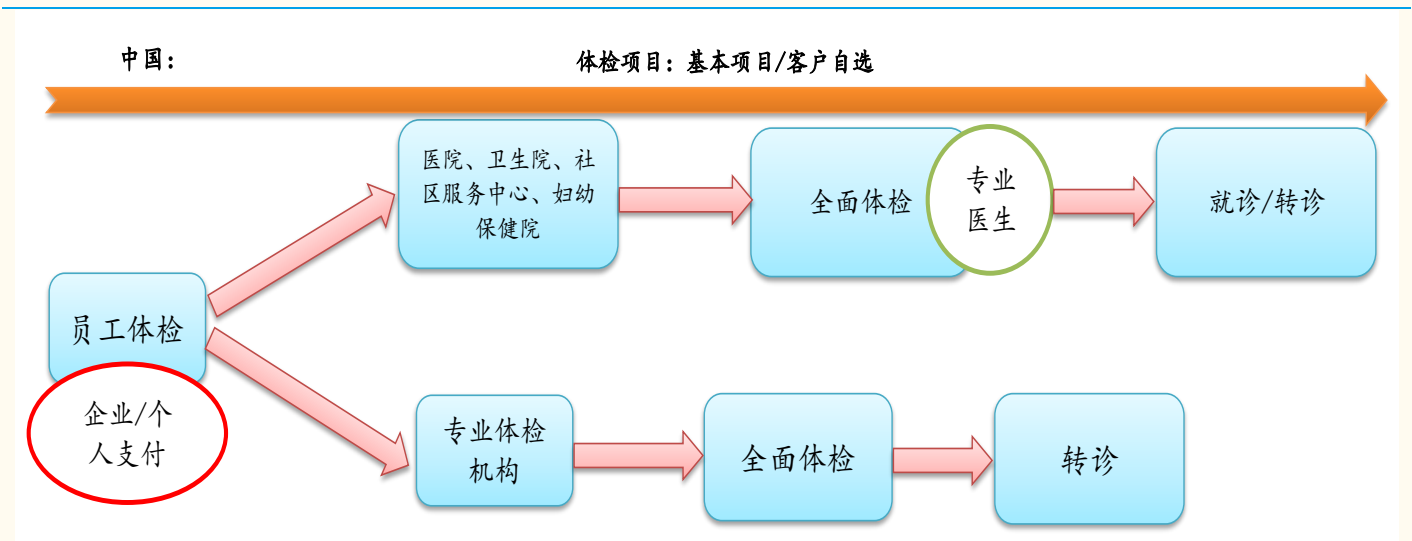 中国：
体检项目：基本项目/客户自选
医院、卫生院、社
区服务中心、妇幼
保健院
全面体检
专业
医生
就诊/转诊
员工体检
企业/个
人支付
专业体检
机构
全面体检
转诊